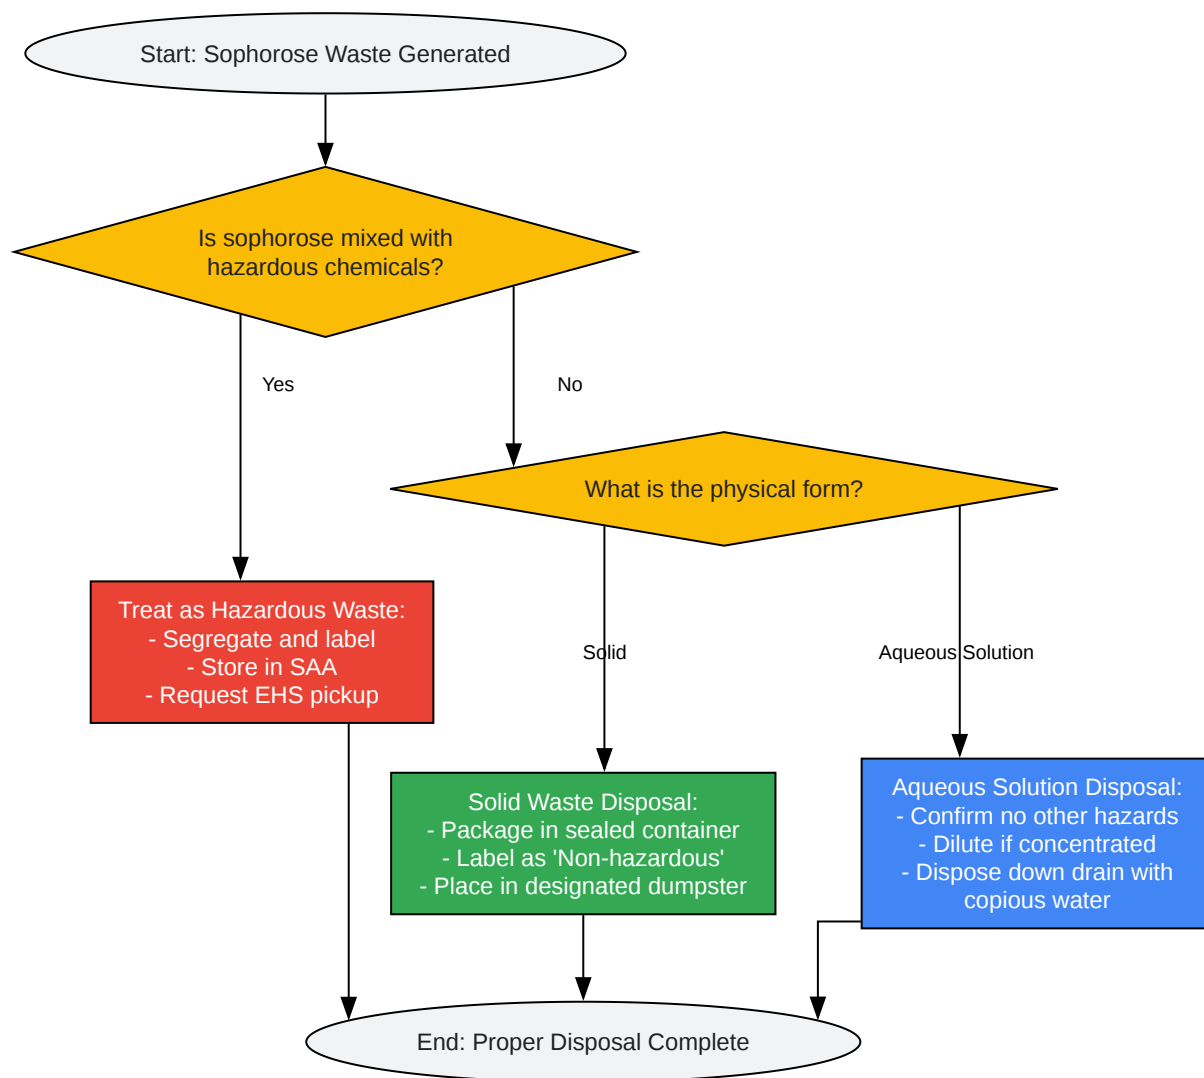 Start: Sophorose Waste Generated
Is sophorose mixed with
hazardous chemicals?
Yes
No
What is the physical form?
Treat as Hazardous Waste:
- Segregate and label
- Store in SAA
- Request EHS pickup
Solid
Aqueous Solution
Solid Waste Disposal:
- Package in sealed container
- Label as 'Non-hazardous'
- Place in designated dumpster
Aqueous Solution Disposal:
- Confirm no other hazards
- Dilute if concentrated
- Dispose down drain with
copious water
End: Proper Disposal Complete